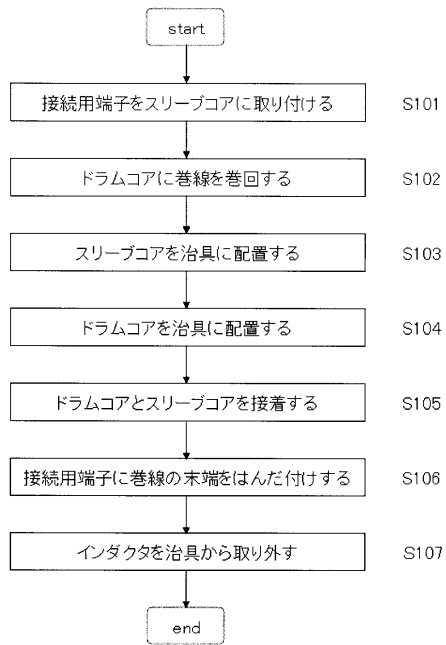 start
接続用端子をスリーブコアに取り付ける S101
ドラムコアに巻線を巻回する S102
スリーブコアを治具に配置する S103
ドラムコアを治具に配置する S104
ドラムコアとスリーブコアを接着する S105
接続用端子に巻線の末端をはんだ付けする S106
インダクタを治具から取り外す S107
end